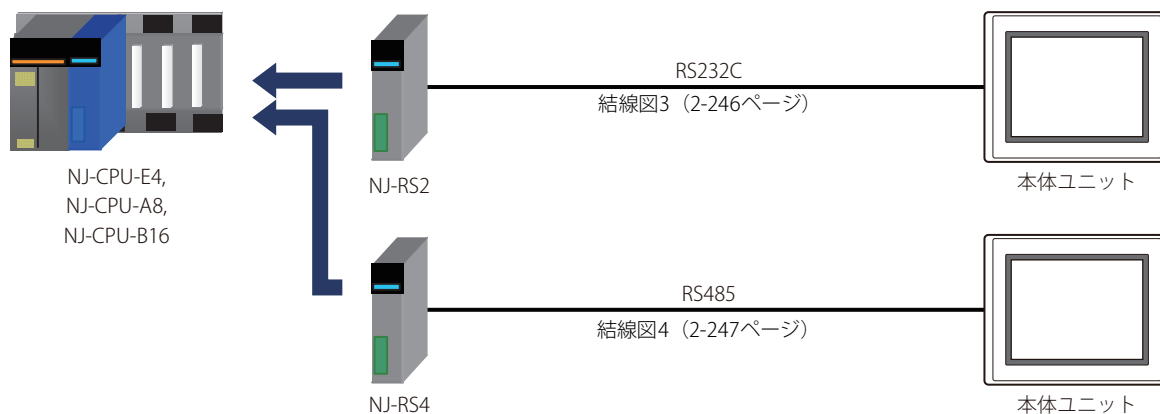 NJ-CPU-E4,
NJ-CPU-A8,
NJ-CPU-B16
NJ-RS2
RS232C
結線図3（2-246ページ）
本体ユニット
NJ-RS4
RS485
結線図4（2-247ページ）
本体ユニット